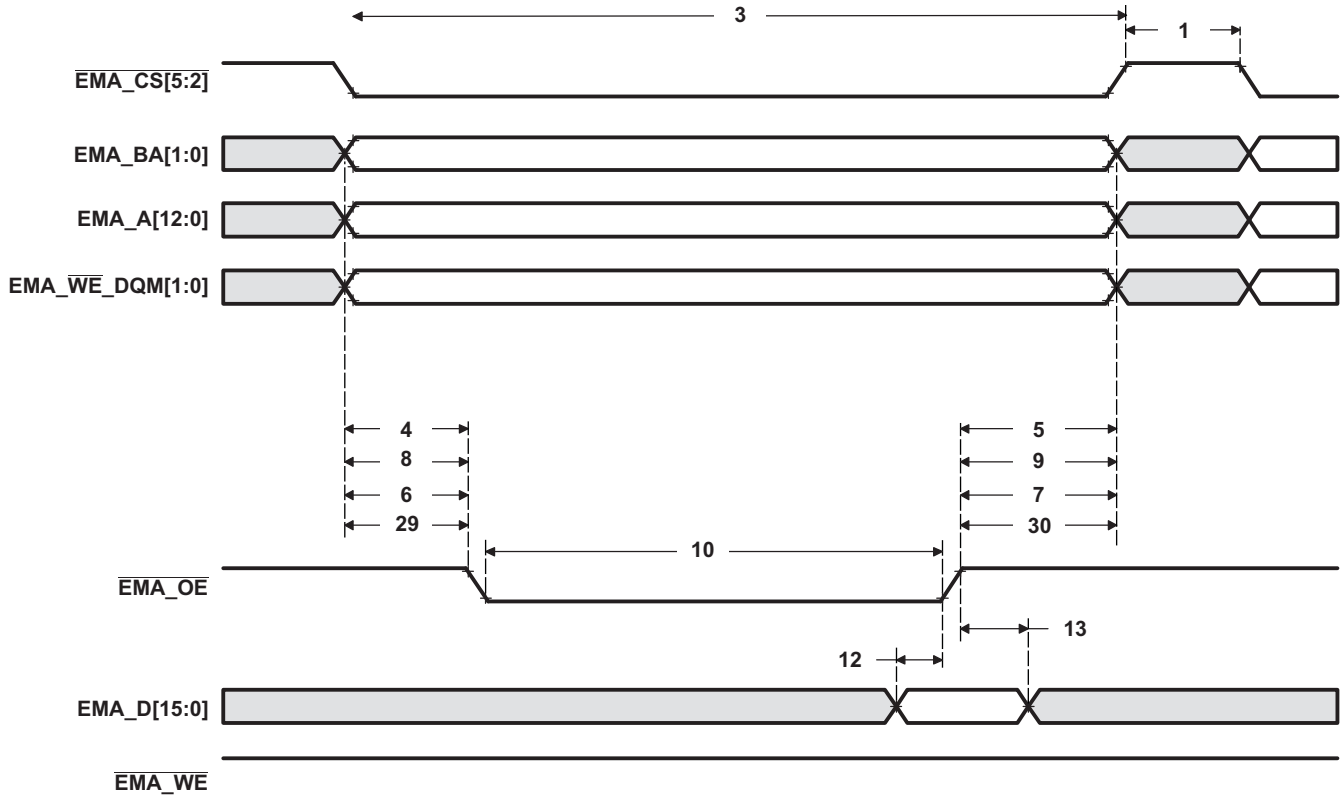 3
1
EMA_CS[5:2]
EMA_BA[1:0]
EMA_A[12:0]
EMA_WE_DQM[1:0]
4 5
8 9
6 7
29 30
10
EMA_OE
13
12
EMA_D[15:0]
EMA_WE